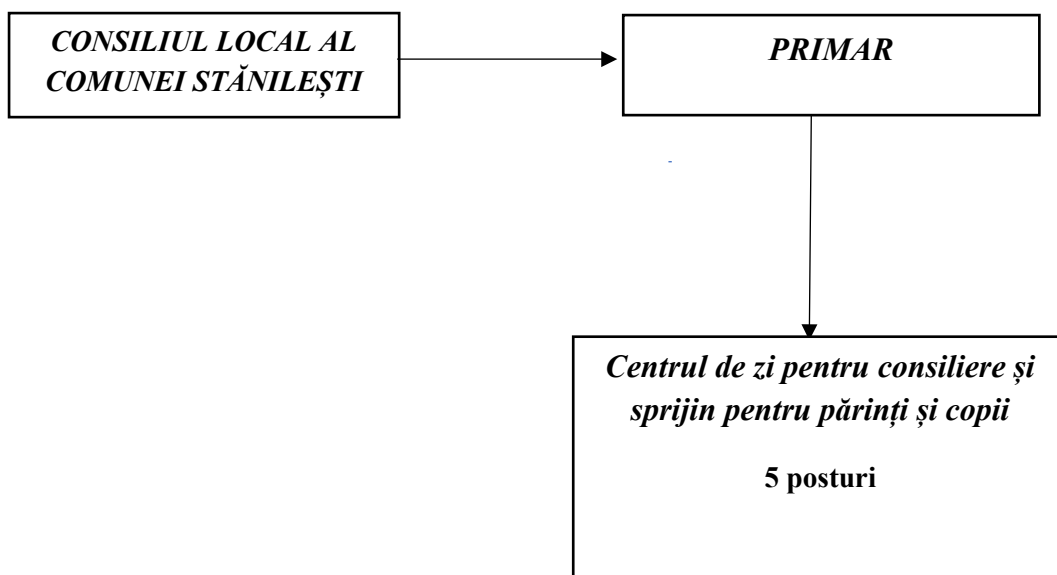 CONSILIUL LOCAL AL
COMUNEI STĂNILEȘTI
PRIMAR
Centrul de zi pentru consiliere și
sprijin pentru părinți și copii
5 posturi